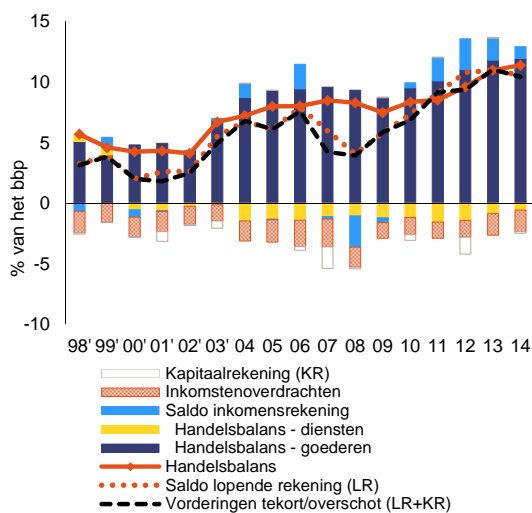 % van het bbp
15
10
5
0
-5
-10
98' 99' 00' 01' 02' 03' 04 05 06 07 08 09 10 11 12 13 14
Kapitaalrekening (KR)
Inkomstenoverdrachten
Saldo inkomensrekening
Handelsbalans - diensten
Handelsbalans - goederen
Handelsbalans
Saldo lopende rekening (LR)
Vorderingen tekort/overschot (LR+KR)